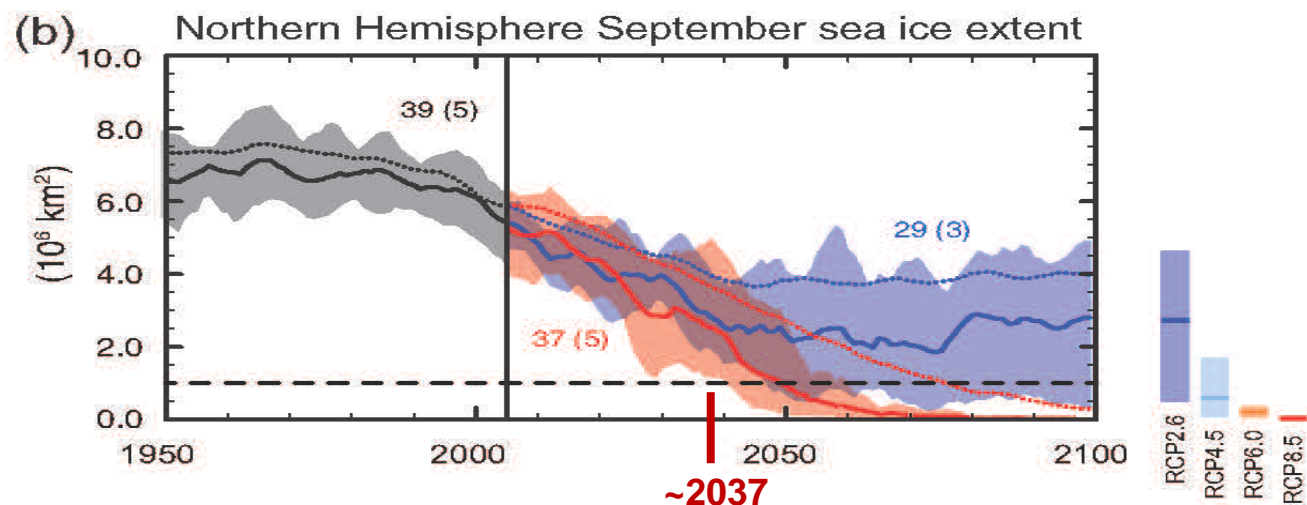 (b) Northern Hemisphere September sea ice extent
10.0
8.0
6.0
4.0
2.0
0.0
(10⁶ km²)
39 (5)
29 (3)
37 (5)
1950
2000
2050
2100
~2037
RCP2.6
RCP4.5
RCP6.0
RCP8.5